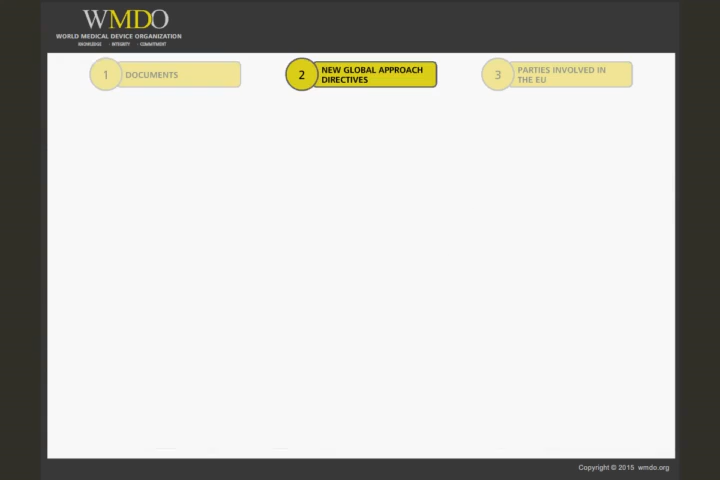 WMDO
WORLD MEDICAL DEVICE ORGANIZATION
KNOWLEDGE · INTEGRITY · COMMITMENT
1 DOCUMENTS
2 NEW GLOBAL APPROACH
DIRECTIVES
3 PARTIES INVOLVED IN
THE EU
Copyright © 2015 wmdo.org